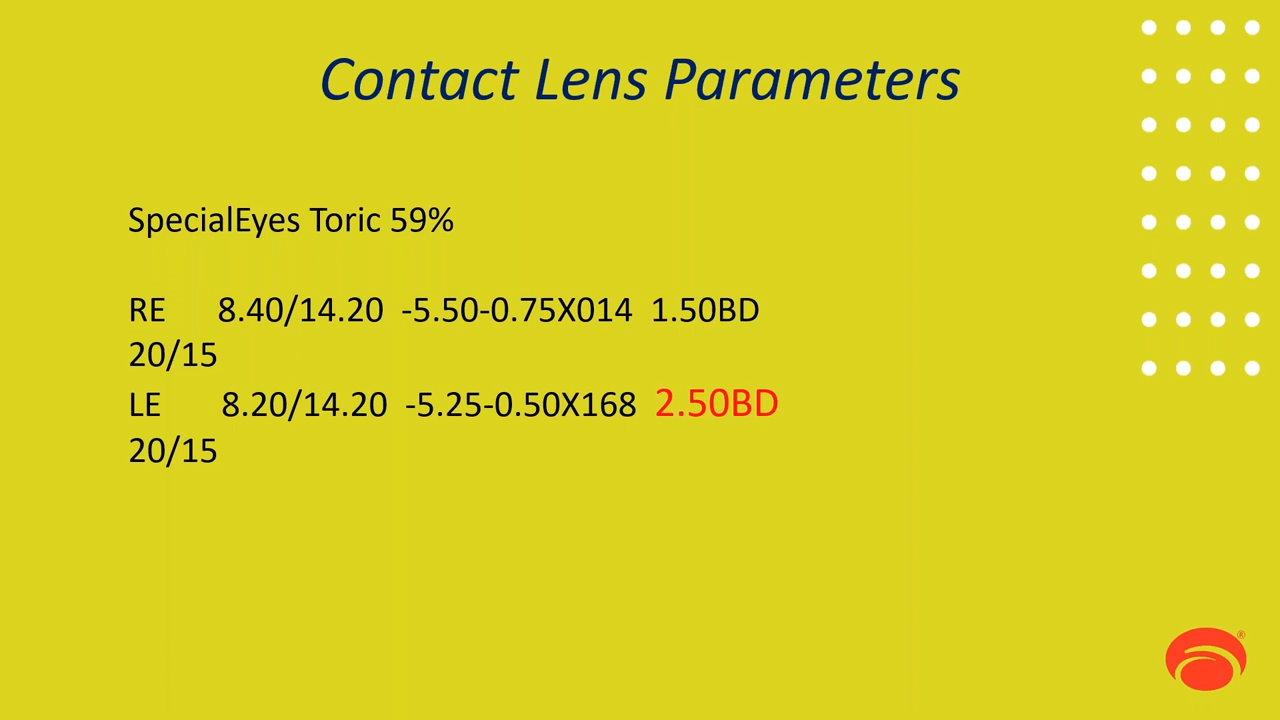 Contact Lens Parameters
SpecialEyes Toric 59%
RE 8.40/14.20 -5.50-0.75X014 1.50BD
20/15
LE 8.20/14.20 -5.25-0.50X168 2.50BD
20/15
®